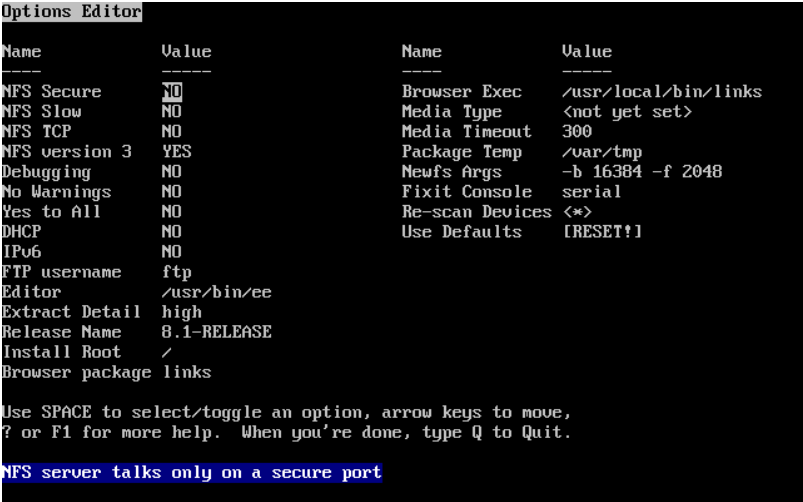 Options Editor
Name Value Name Value
---- ----- ---- -----
NFS Secure NO Browser Exec /usr/local/bin/links
NFS Slow NO Media Type <not yet set>
NFS TCP NO Media Timeout 300
NFS version 3 YES Package Temp /var/tmp
Debugging NO Newfs Args -b 16384 -f 2048
No Warnings NO Fixit Console serial
Yes to All NO Re-scan Devices <*>
DHCP NO Use Defaults [RESET!]
IPv6 NO
FTP username ftp
Editor /usr/bin/ee
Extract Detail high
Release Name 8.1-RELEASE
Install Root /
Browser package links
Use SPACE to select/toggle an option, arrow keys to move,
? or F1 for more help. When you're done, type Q to Quit.
NFS server talks only on a secure port